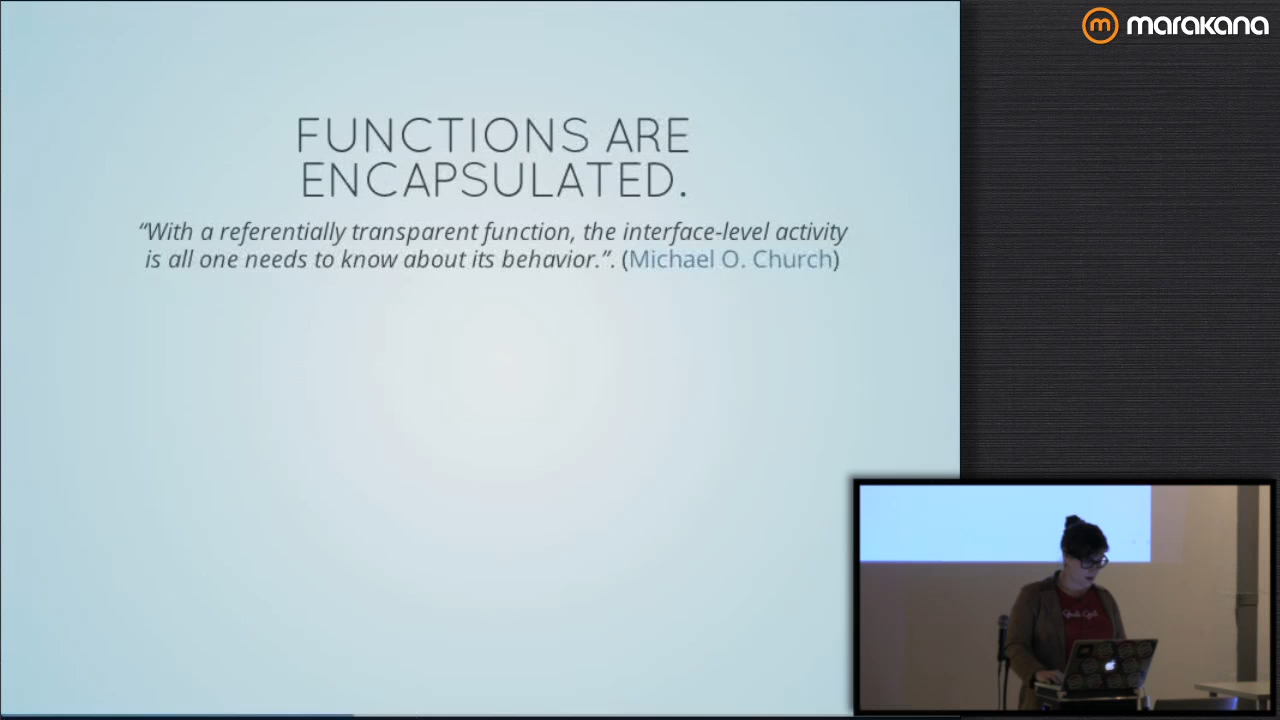 marakana
FUNCTIONS ARE
ENCAPSULATED.
“With a referentially transparent function, the interface-level activity
is all one needs to know about its behavior.”. (Michael O. Church)